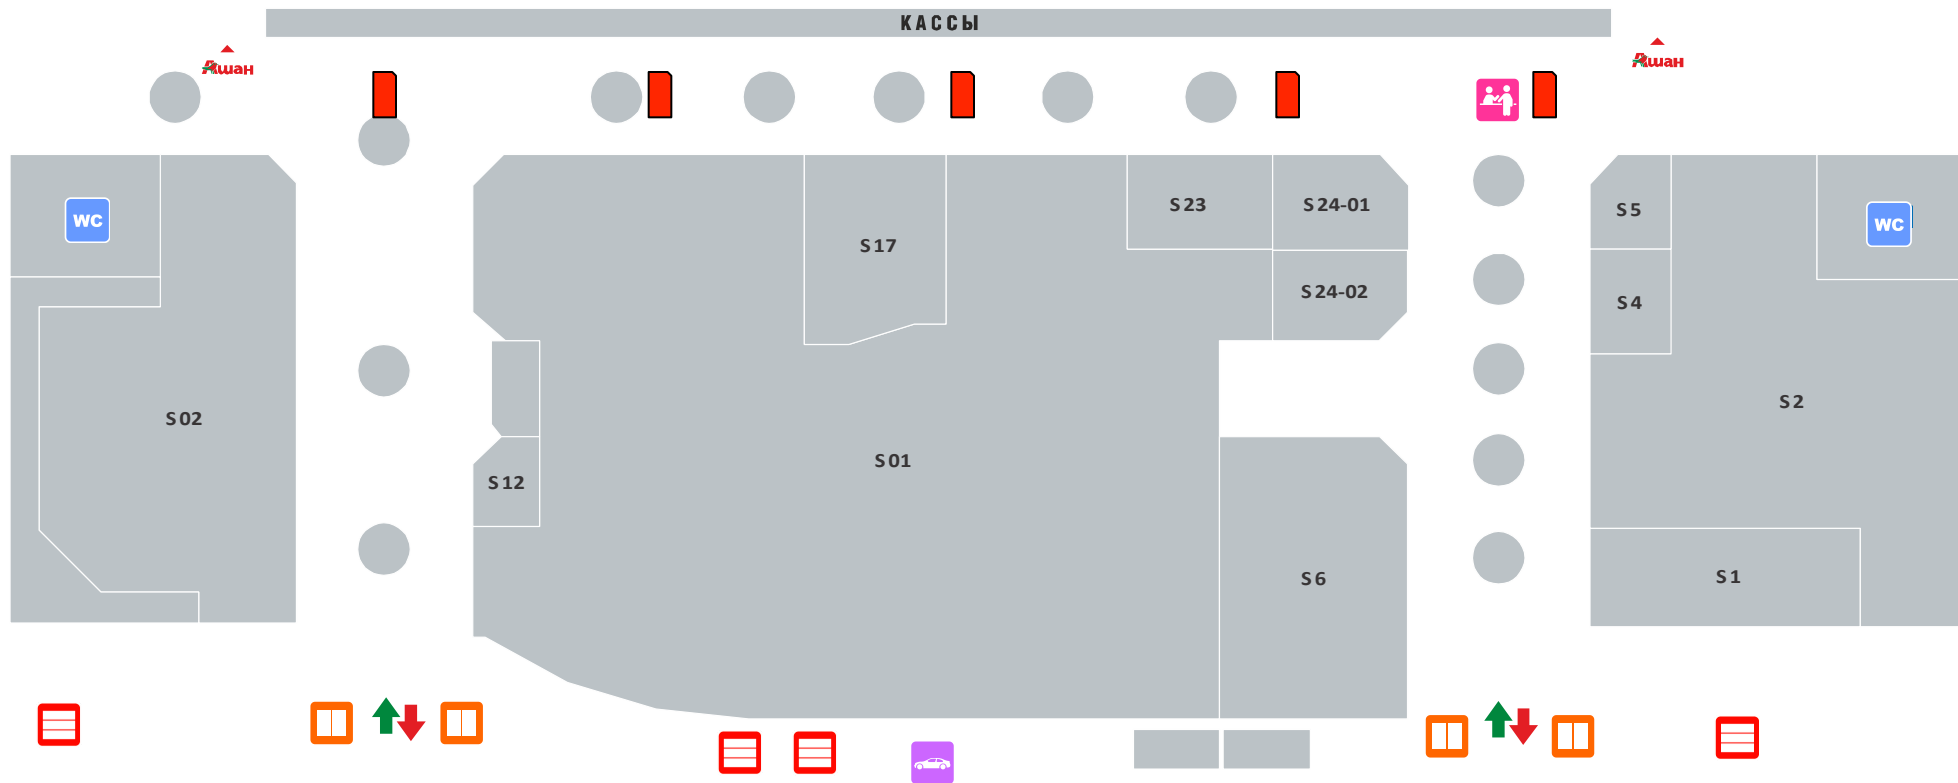 КАССЫ
Ашан
Ашан
WC
S17
S23
S24-01
S5
WC
S24-02
S4
S02
S01
S2
S12
S6
S1